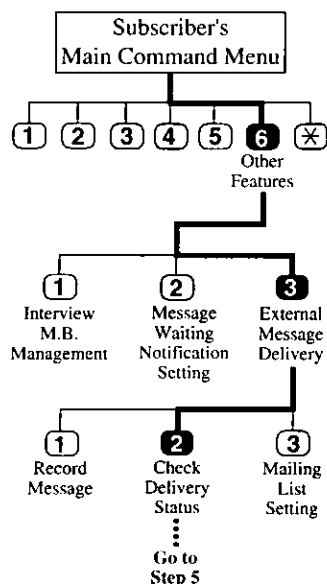 Subscriber's
Main Command Menu
1 2 3 4 5 6 *
Other
Features
1 2 3
Interview
M.B.
Management
Message
Waiting
Notification
Setting
External
Message
Delivery
1 2 3
Record
Message
Check
Delivery
Status
Mailing
List
Setting
Go to
Step 5